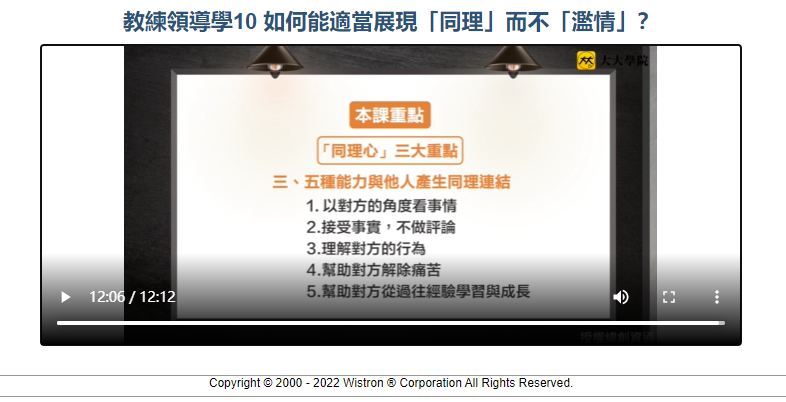 教練領導學10 如何能適當展現「同理」而不「濫情」?
大大學院
本課重點
「同理心」三大重點
三、五種能力與他人產生同理連結
1. 以對方的角度看事情
2.接受事實，不做評論
3.理解對方的行為
4.幫助對方解除痛苦
5.幫助對方從過往經驗學習與成長
12:06 / 12:12
Copyright © 2000 - 2022 Wistron ® Corporation All Rights Reserved.